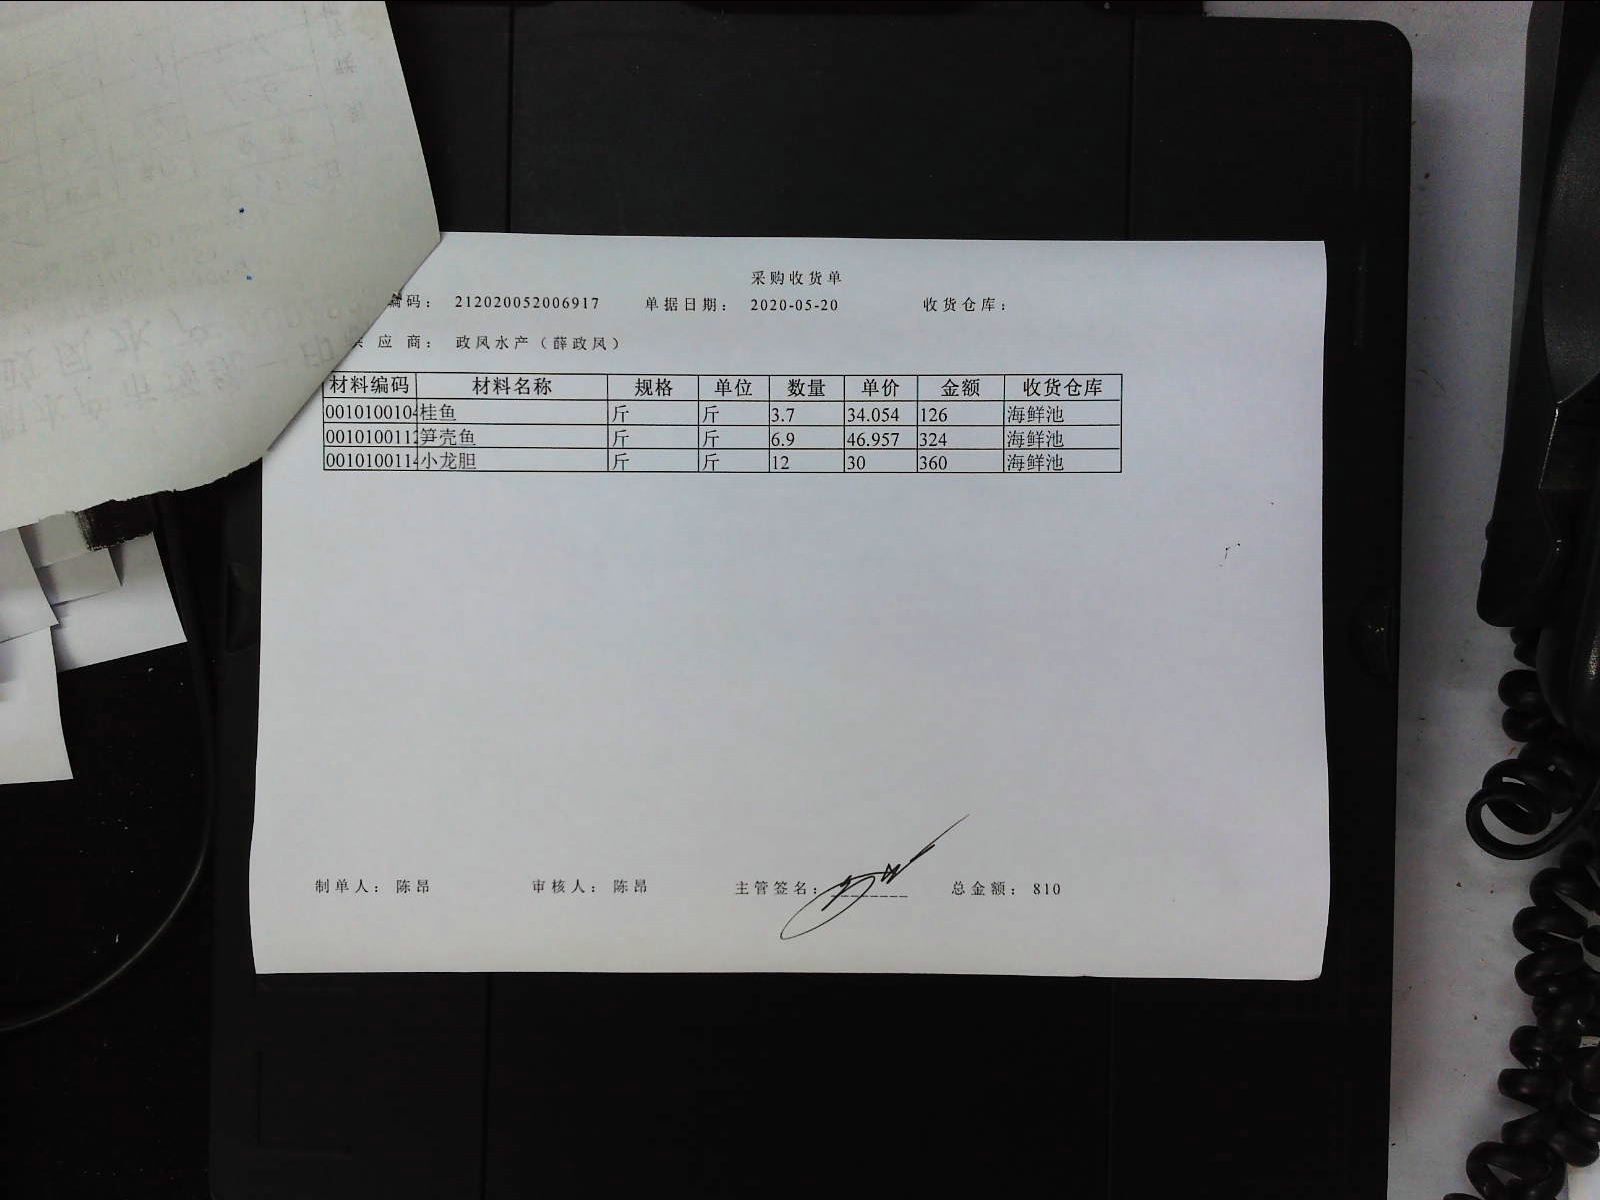 采购收货单
编码： 212020052006917 单据日期： 2020-05-20 收货仓库：
应 商： 政风水产（薛政风）
材料编码 材料名称 规格 单位 数量 单价 金额 收货仓库
0010100104 桂鱼 斤 斤 3.7 34.054 126 海鲜池
0010100112 笋壳鱼 斤 斤 6.9 46.957 324 海鲜池
0010100114 小龙胆 斤 斤 12 30 360 海鲜池
制单人： 陈昂 审核人： 陈昂 主管签名： 总金额： 810